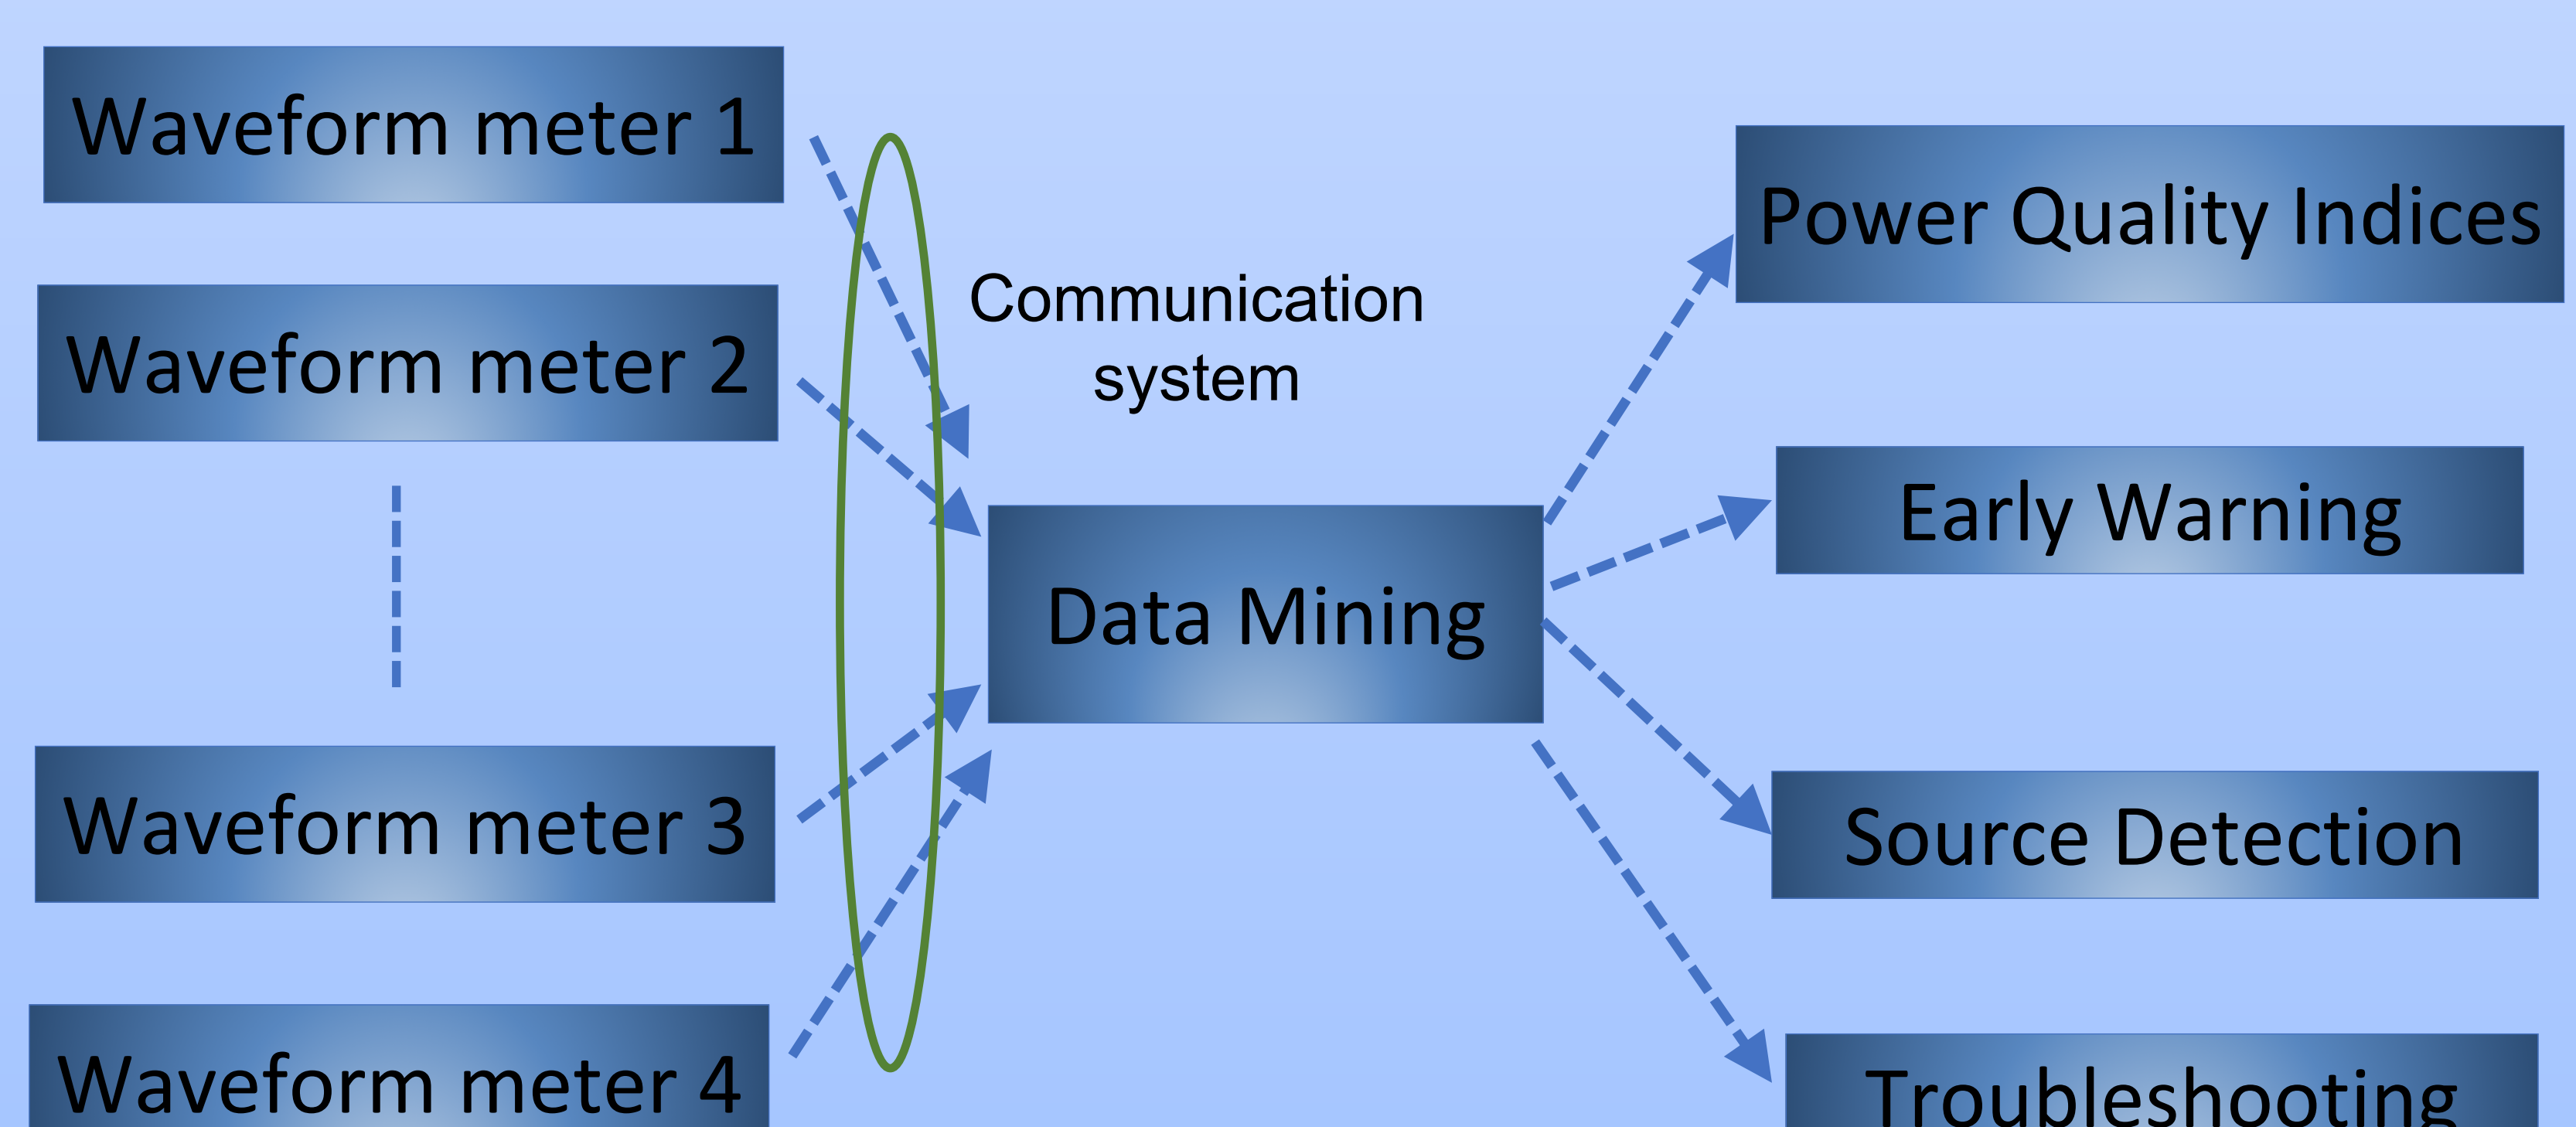 Waveform meter 1
Waveform meter 2
Waveform meter 3
Waveform meter 4
Communication
system
Data Mining
Power Quality Indices
Early Warning
Source Detection
Troubleshooting